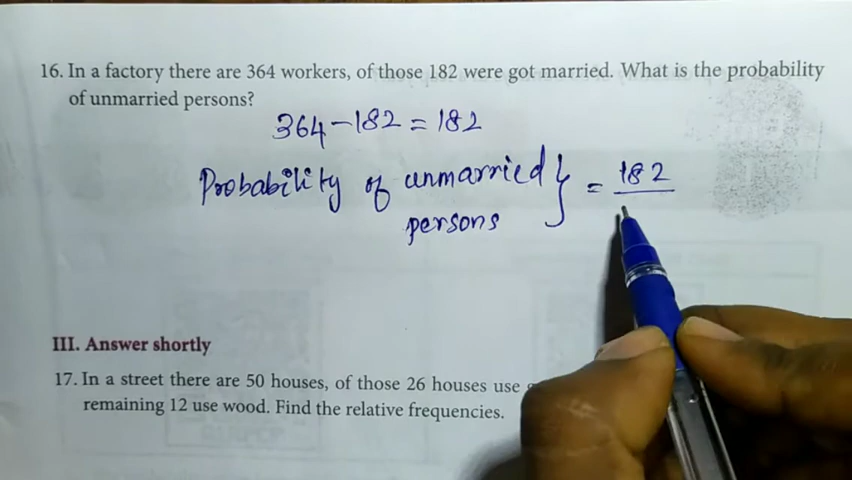 16. In a factory there are 364 workers, of those 182 were got married. What is the probability
of unmarried persons?
364-182 = 182
Probability of unmarried } = 182
persons
III. Answer shortly
17. In a street there are 50 houses, of those 26 houses use
remaining 12 use wood. Find the relative frequencies.